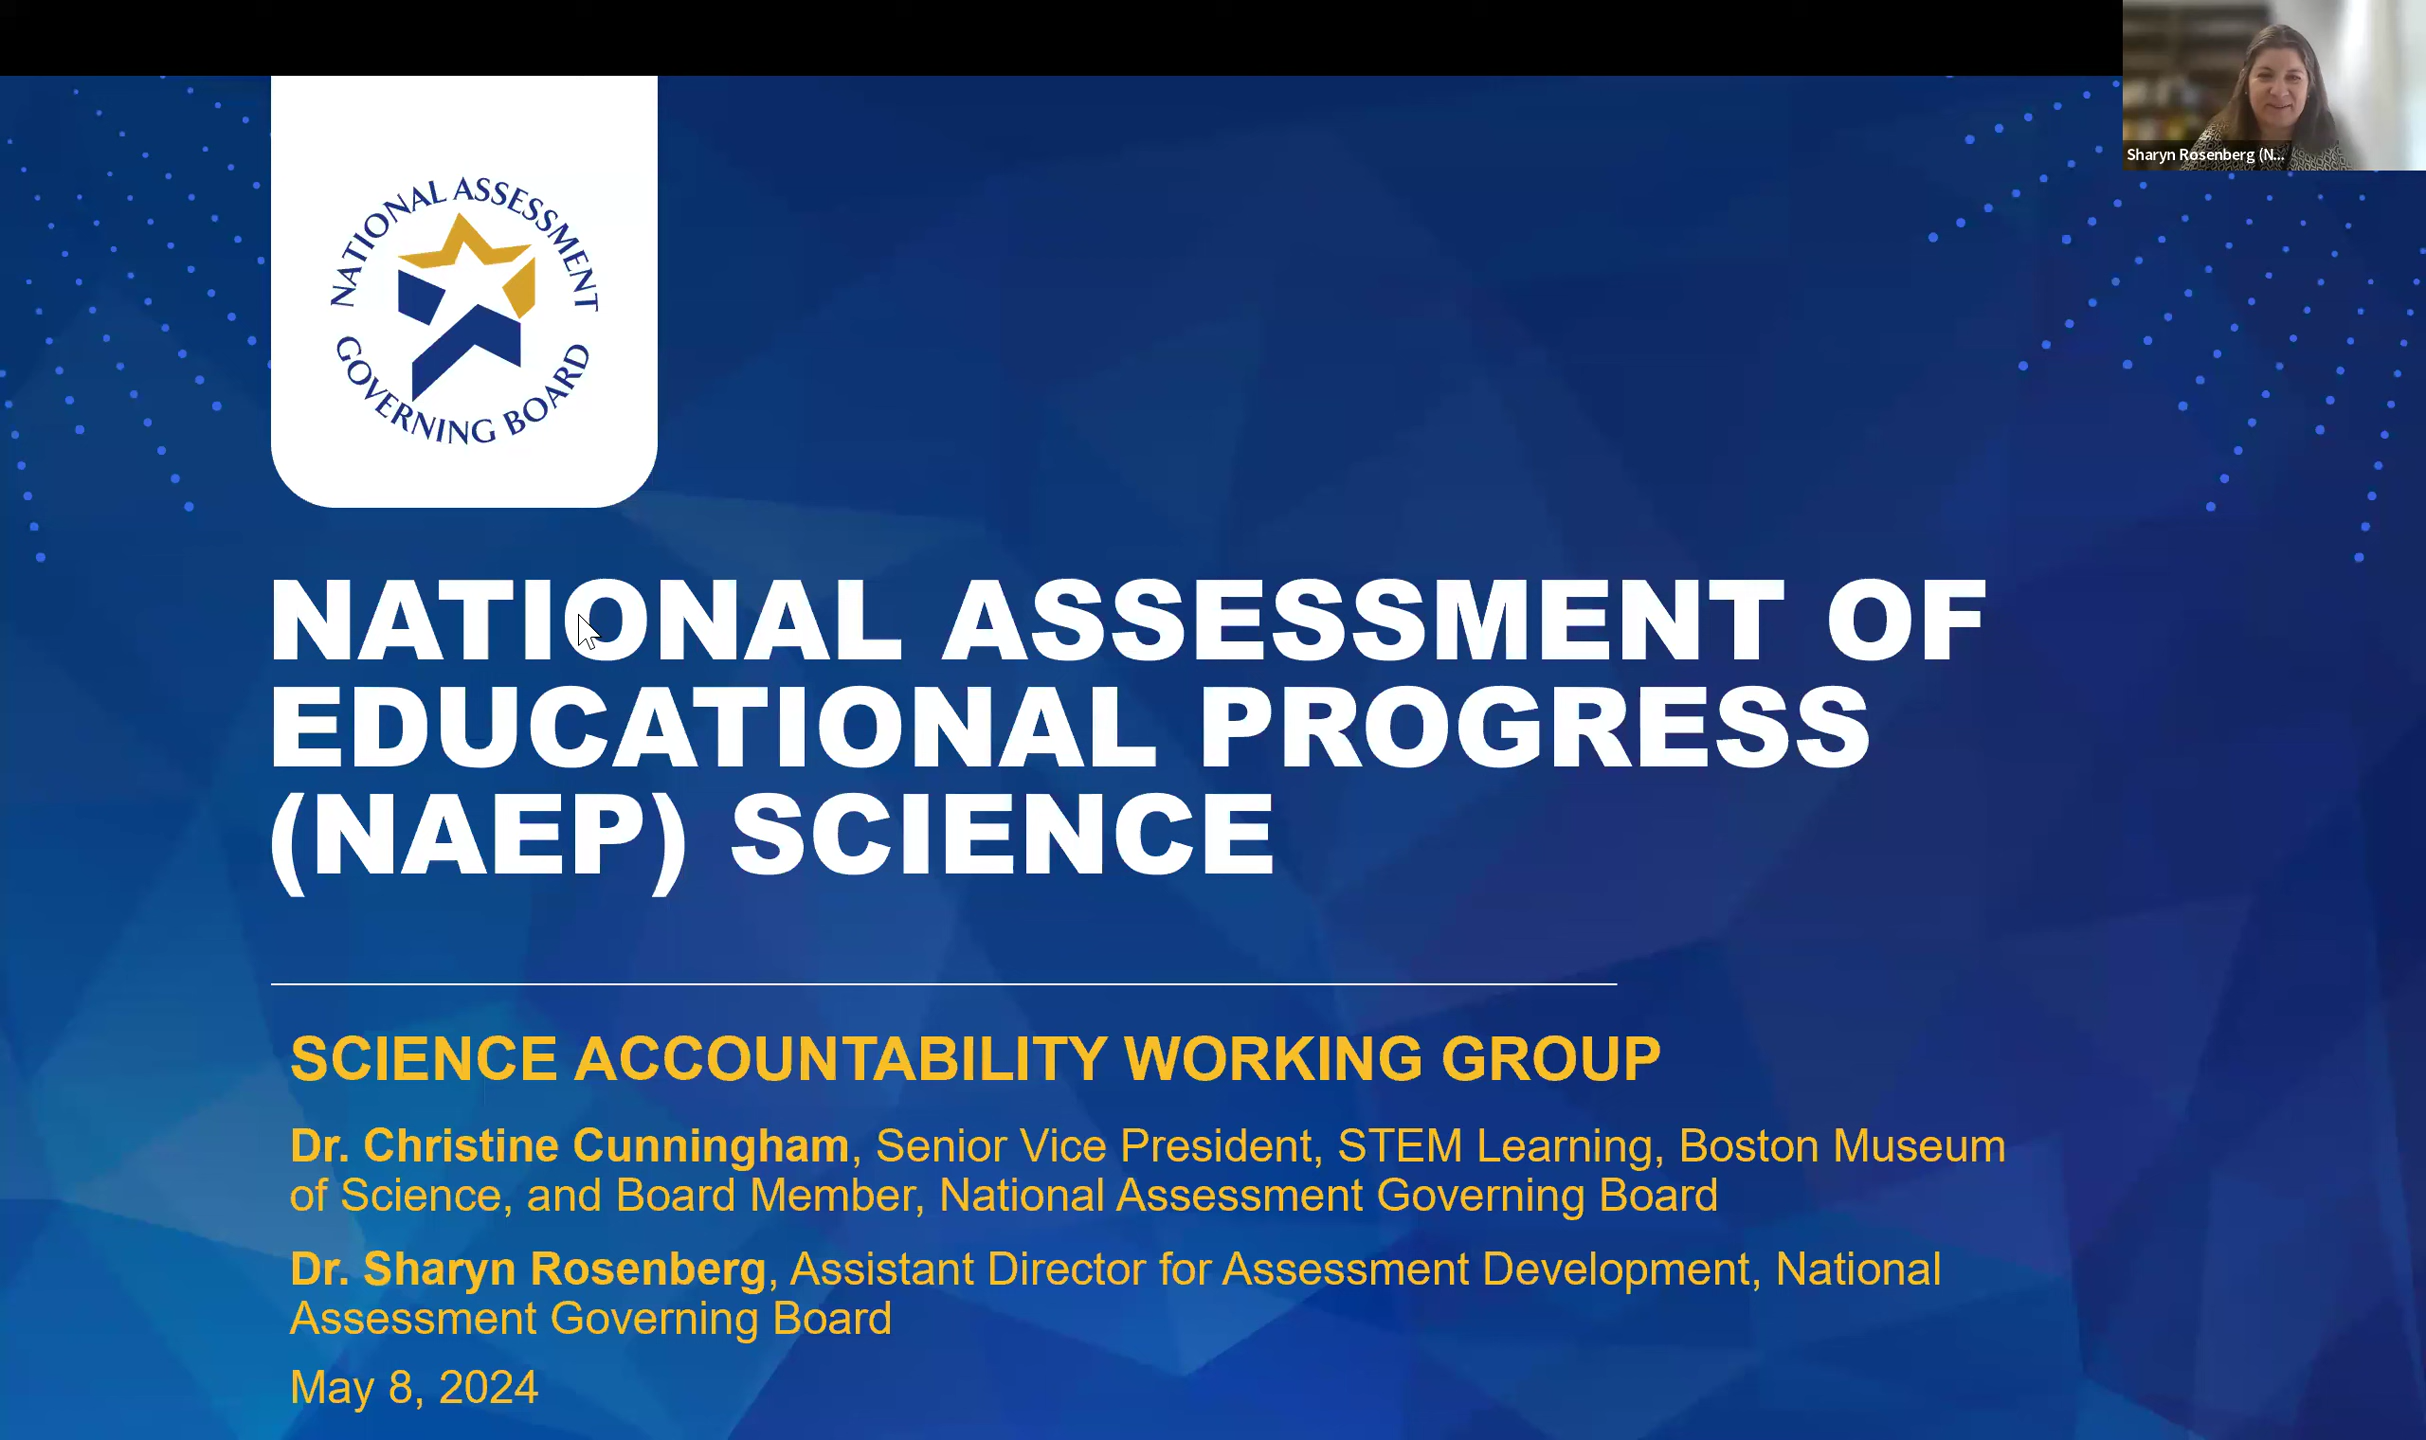 Sharyn Rosenberg (N...
NATIONAL ASSESSMENT
GOVERNING BOARD
NATIONAL ASSESSMENT OF
EDUCATIONAL PROGRESS
(NAEP) SCIENCE
SCIENCE ACCOUNTABILITY WORKING GROUP
Dr. Christine Cunningham, Senior Vice President, STEM Learning, Boston Museum
of Science, and Board Member, National Assessment Governing Board
Dr. Sharyn Rosenberg, Assistant Director for Assessment Development, National
Assessment Governing Board
May 8, 2024